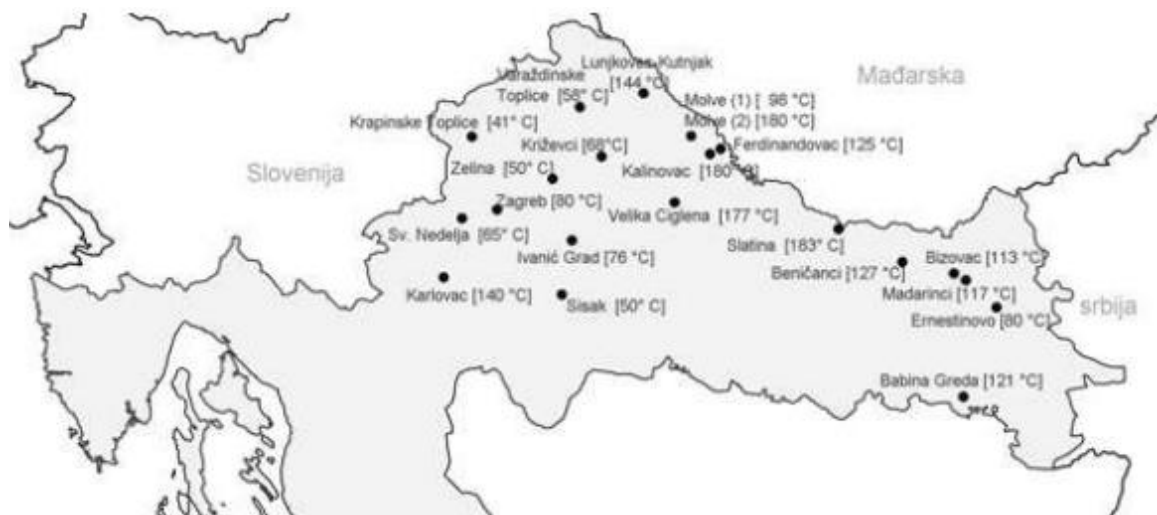 Mađarska
Slovenija
srbija
Varaždinske
Toplice [58° C]
Lunjkovec-Kutnjak
[144 °C]
Molve (1) [ 96 °C]
Molve (2) [180 °C]
Krapinske Toplice [41° C]
Ferdinandovac [125 °C]
Križevci [68°C]
Zelina [50° C]
Kalinovac [180 °C]
Zagreb [80 °C]
Velika Ciglena [177 °C]
Sv. Nedelja [65° C]
Slatina [183° C]
Ivanić Grad [76 °C]
Bizovac [113 °C]
Beničanci [127 °C]
Karlovac [140 °C]
Madarinci [117 °C]
Sisak [50° C]
Ernestinovo [80 °C]
Babina Greda [121 °C]